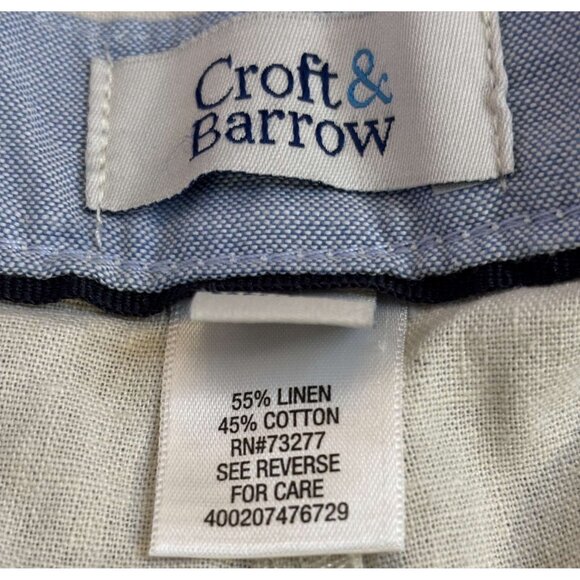 Croft&
Barrow
55% LINEN
45% COTTON
RN#73277
SEE REVERSE
FOR CARE
400207476729